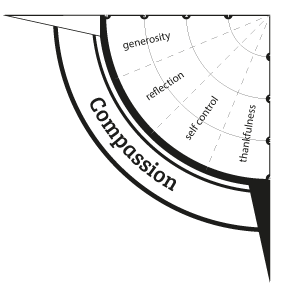 generosity
reflection
self control
thankfulness
Compassion